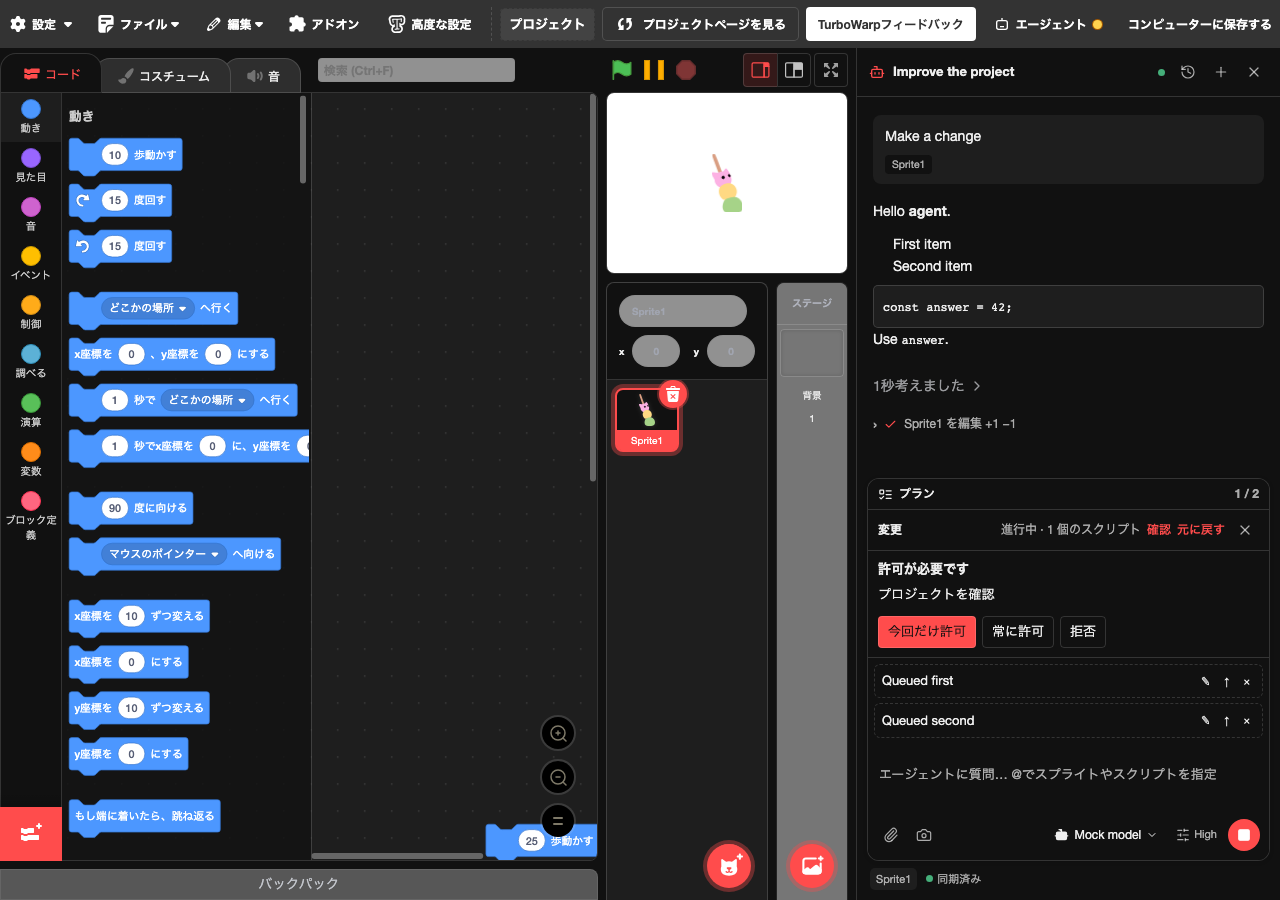 設定
ファイル
編集
アドオン
高度な設定
プロジェクト
プロジェクトページを見る
TurboWarpフィードバック
エージェント
コンピューターに保存する
コード
コスチューム
音
検索 (Ctrl+F)
動き
見た目
音
イベント
制御
調べる
演算
変数
ブロック定義
動き
10 歩動かす
15 度回す
15 度回す
どこかの場所 へ行く
x座標を 0 、y座標を 0 にする
1 秒で どこかの場所 へ行く
1 秒でx座標を 0 に、y座標を
90 度に向ける
マウスのポインター へ向ける
x座標を 10 ずつ変える
x座標を 0 にする
y座標を 10 ずつ変える
y座標を 0 にする
もし端に着いたら、跳ね返る
25 歩動かす
バックパック
Sprite1
x 0 y 0
Sprite1
ステージ
背景
1
Improve the project
Make a change
Sprite1
Hello agent.
First item
Second item
const answer = 42;
Use answer.
1秒考えました
Sprite1 を編集 +1 −1
プラン 1 / 2
変更 進行中 · 1 個のスクリプト 確認 元に戻す
許可が必要です
プロジェクトを確認
今回だけ許可 常に許可 拒否
Queued first
Queued second
エージェントに質問... @でスプライトやスクリプトを指定
Mock model High
Sprite1 同期済み